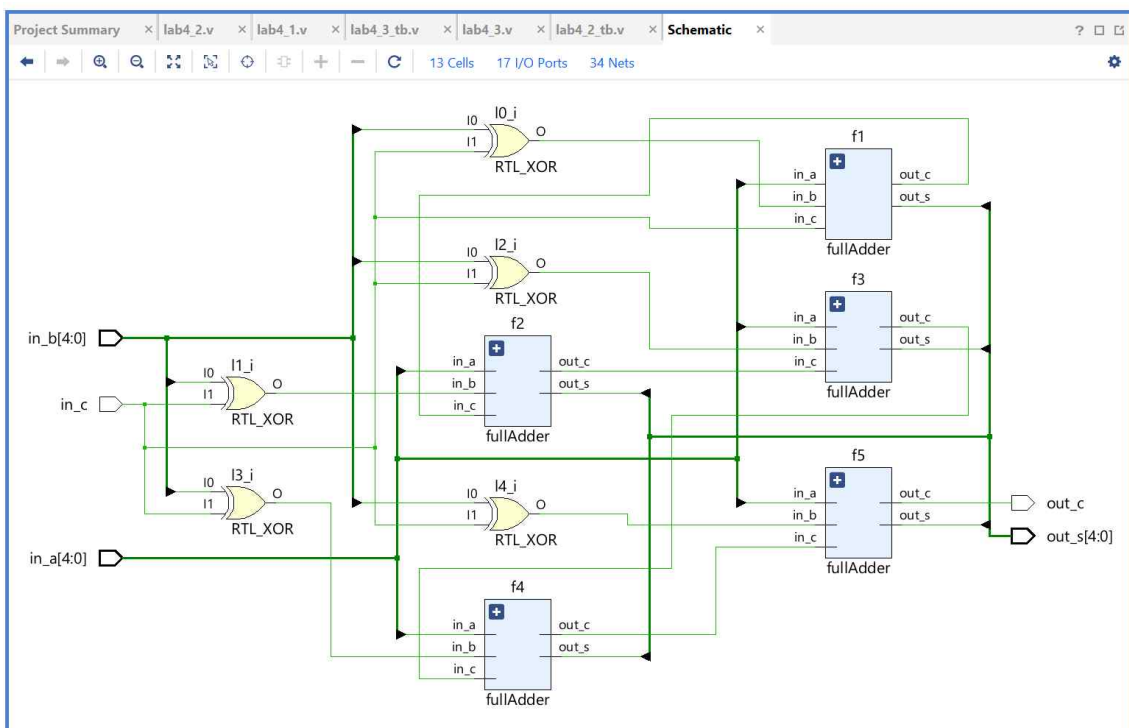 Project Summary × lab4_2.v × lab4_1.v × lab4_3_tb.v × lab4_3.v × lab4_2_tb.v × Schematic × ?
13 Cells 17 I/O Ports 34 Nets
I0_i
I0
I1
O
RTL_XOR
f1
in_a
in_b
in_c
out_c
out_s
fullAdder
I2_i
I0
I1
O
RTL_XOR
f3
in_a
in_b
in_c
out_c
out_s
fullAdder
in_b[4:0]
in_c
I1_i
I0
I1
O
RTL_XOR
f2
in_a
in_b
in_c
out_c
out_s
fullAdder
I3_i
I0
I1
O
RTL_XOR
I4_i
I0
I1
O
RTL_XOR
f5
in_a
in_b
in_c
out_c
out_s
fullAdder
out_c
out_s[4:0]
in_a[4:0]
f4
in_a
in_b
in_c
out_c
out_s
fullAdder